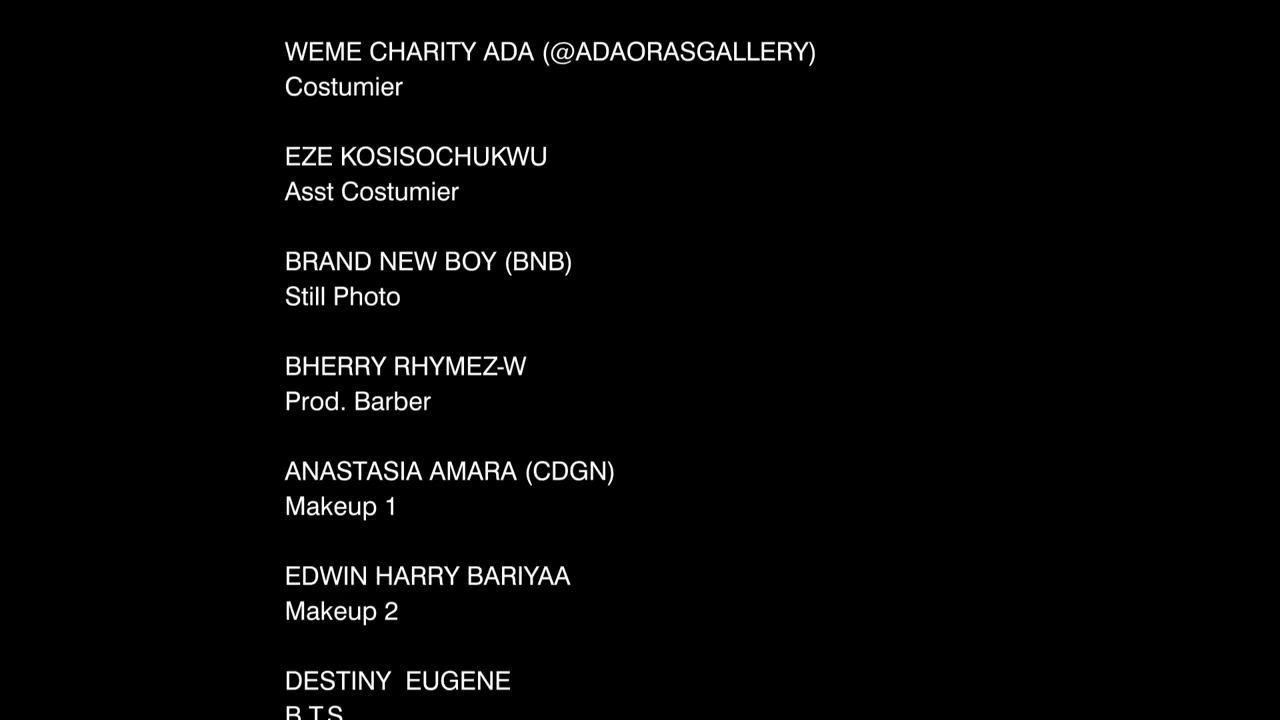 WEME CHARITY ADA (@ADAORASGALLERY)
Costumier
EZE KOSISOCHUKWU
Asst Costumier
BRAND NEW BOY (BNB)
Still Photo
BHERRY RHYMEZ-W
Prod. Barber
ANASTASIA AMARA (CDGN)
Makeup 1
EDWIN HARRY BARIYAA
Makeup 2
DESTINY  EUGENE
B.T.S